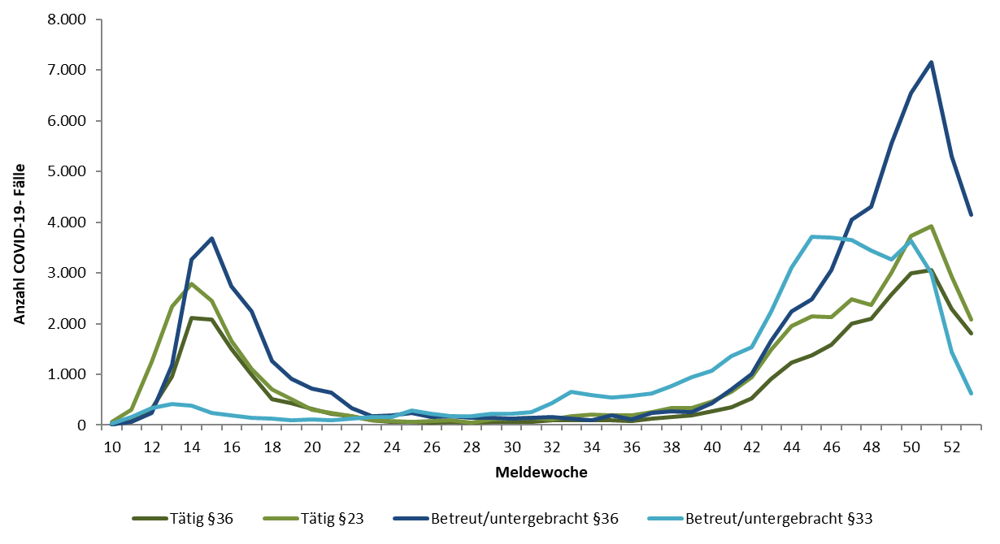 8.000
7.000
6.000
5.000
4.000
3.000
2.000
1.000
0
Anzahl COVID-19- Fälle
10 12 14 16 18 20 22 24 26 28 30 32 34 36 38 40 42 44 46 48 50 52
Meldewoche
Tätig §36 Tätig §23 Betreut/untergebracht §36 Betreut/untergebracht §33